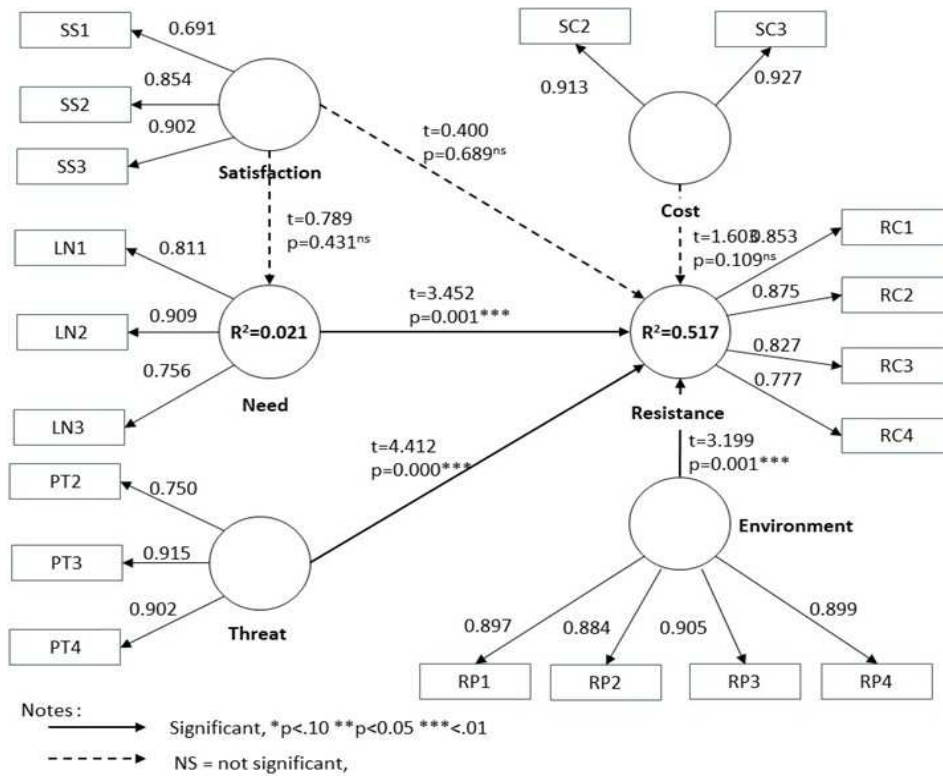 SS1
0.691
SS2
0.854
SS3
0.902
Satisfaction
SC2
SC3
0.913
0.927
Cost
t=0.400
p=0.689ⁿˢ
t=0.789
p=0.431ⁿˢ
t=1.603
p=0.109ⁿˢ
LN1
0.811
LN2
0.909
LN3
0.756
R²=0.021
Need
t=3.452
p=0.001***
R²=0.517
Resistance
0.853
RC1
0.875
RC2
0.827
RC3
0.777
RC4
PT2
0.750
PT3
0.915
PT4
0.902
Threat
t=4.412
p=0.000***
t=3.199
p=0.001***
Environment
0.897
0.884
0.905
0.899
RP1
RP2
RP3
RP4
Notes :
Significant, *p<.10 **p<0.05 ***<.01
NS = not significant,